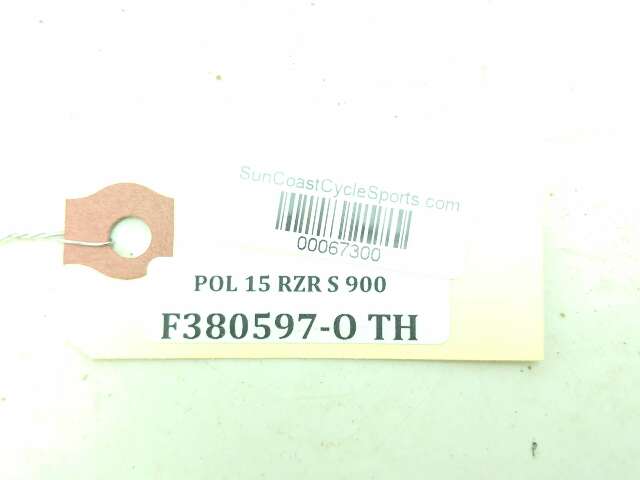 SunCoastCycleSports.com
00067300
POL 15 RZR S 900
F380597-O TH